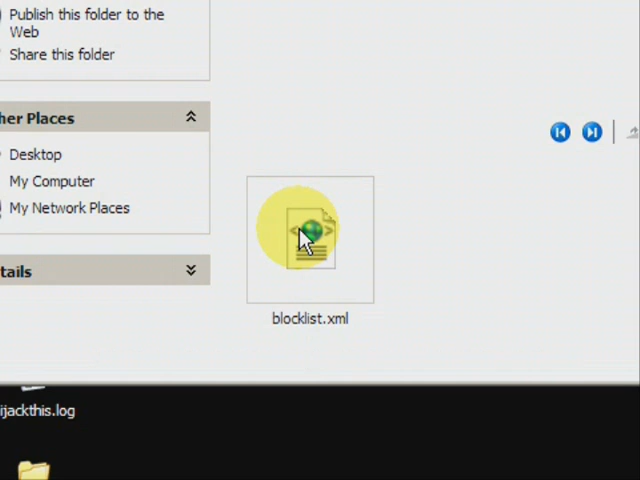 Publish this folder to the
Web
Share this folder
her Places
Desktop
My Computer
My Network Places
tails
blocklist.xml
ijackthis.log